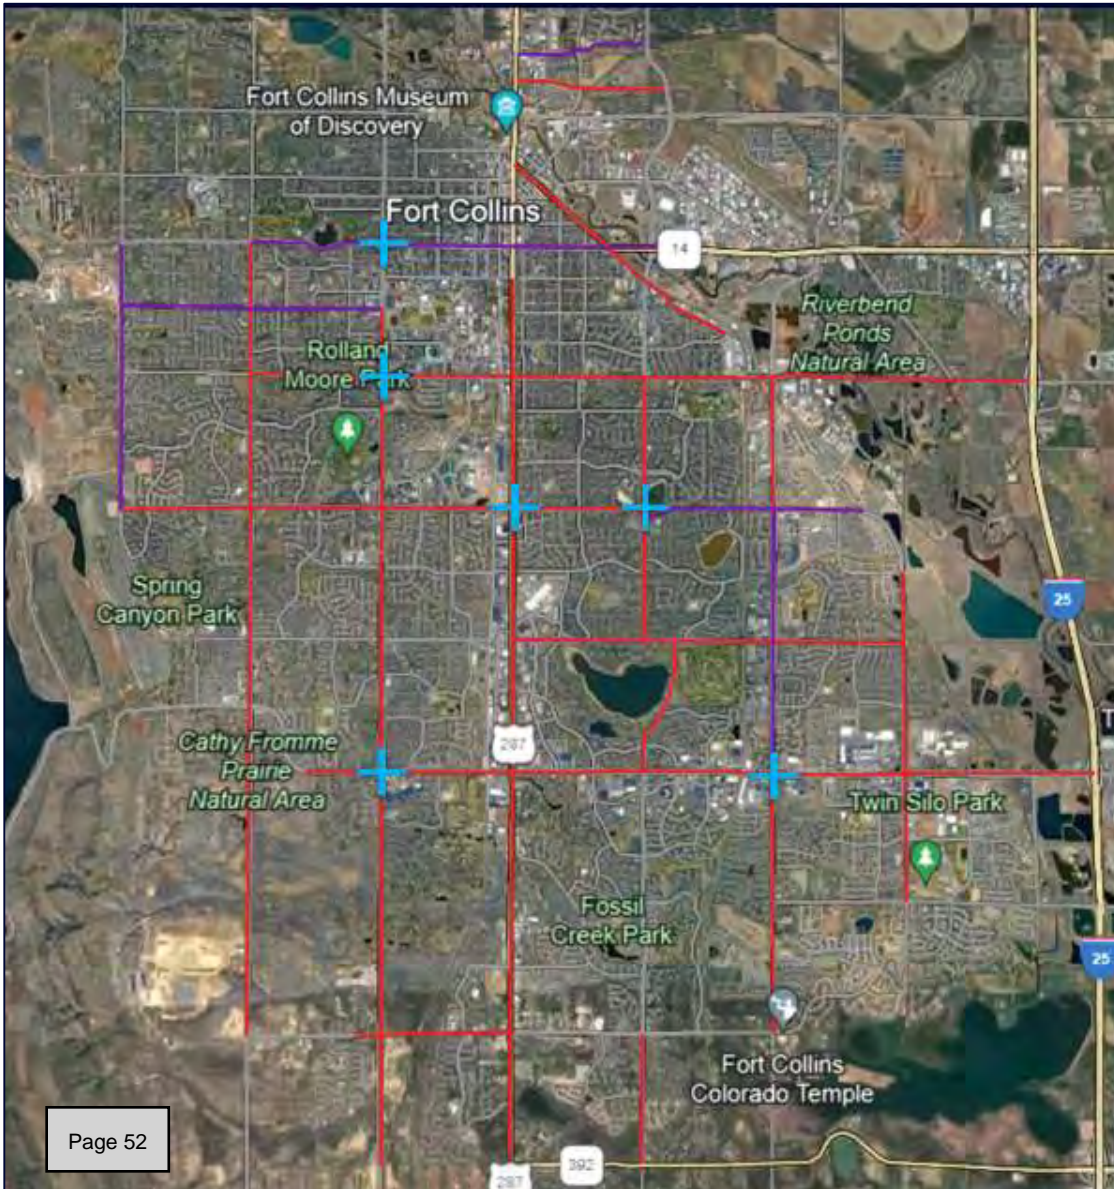 Fort Collins Museum
of Discovery
Fort Collins
14
Riverbend
Ponds
Natural Area
Rolland
Moore Park
Spring
Canyon Park
25
287
Cathy Fromme
Prairie
Natural Area
Twin Silo Park
Fossil
Creek Park
25
Fort Collins
Colorado Temple
Page 52
392
287